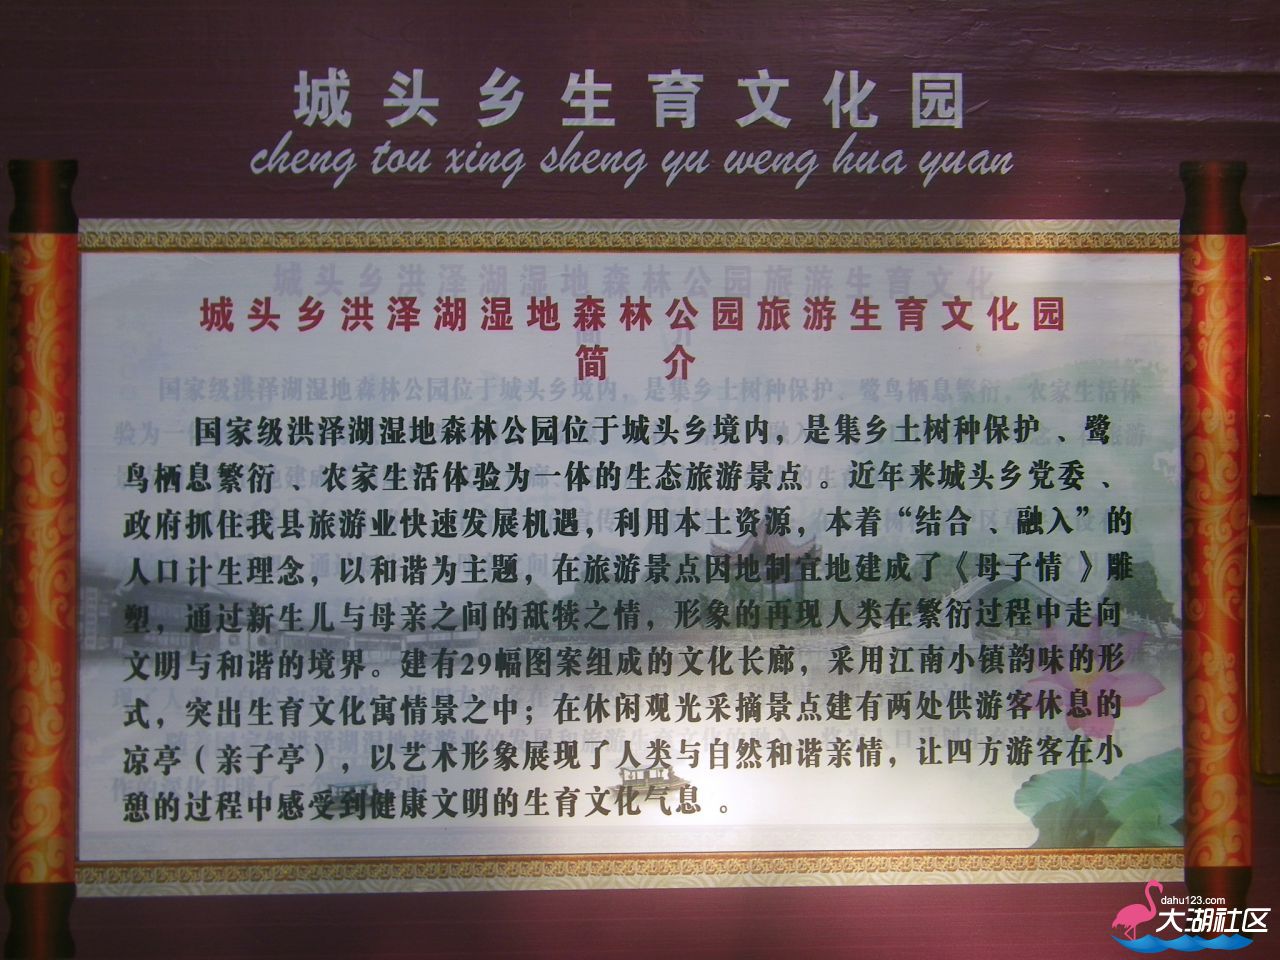 城头乡生育文化园
cheng tou xing sheng yu weng hua yuan
城头乡洪泽湖湿地森林公园旅游生育文化园
简 介
国家级洪泽湖湿地森林公园位于城头乡境内，是集乡土树种保护、鹭
鸟栖息繁衍、农家生活体验为一体的生态旅游景点。近年来城头乡党委、
政府抓住我县旅游业快速发展机遇，利用本土资源，本着“结合、融入”的
人口计生理念，以和谐为主题，在旅游景点因地制宜地建成了《母子情》雕
塑，通过新生儿与母亲之间的舐犊之情，形象的再现人类在繁衍过程中走向
文明与和谐的境界。建有29幅图案组成的文化长廊，采用江南小镇韵味的形
式，突出生育文化寓情景之中；在休闲观光采摘景点建有两处供游客休息的
凉亭（亲子亭），以艺术形象展现了人类与自然和谐亲情，让四方游客在小
憩的过程中感受到健康文明的生育文化气息。
dahu123.com
大湖社区